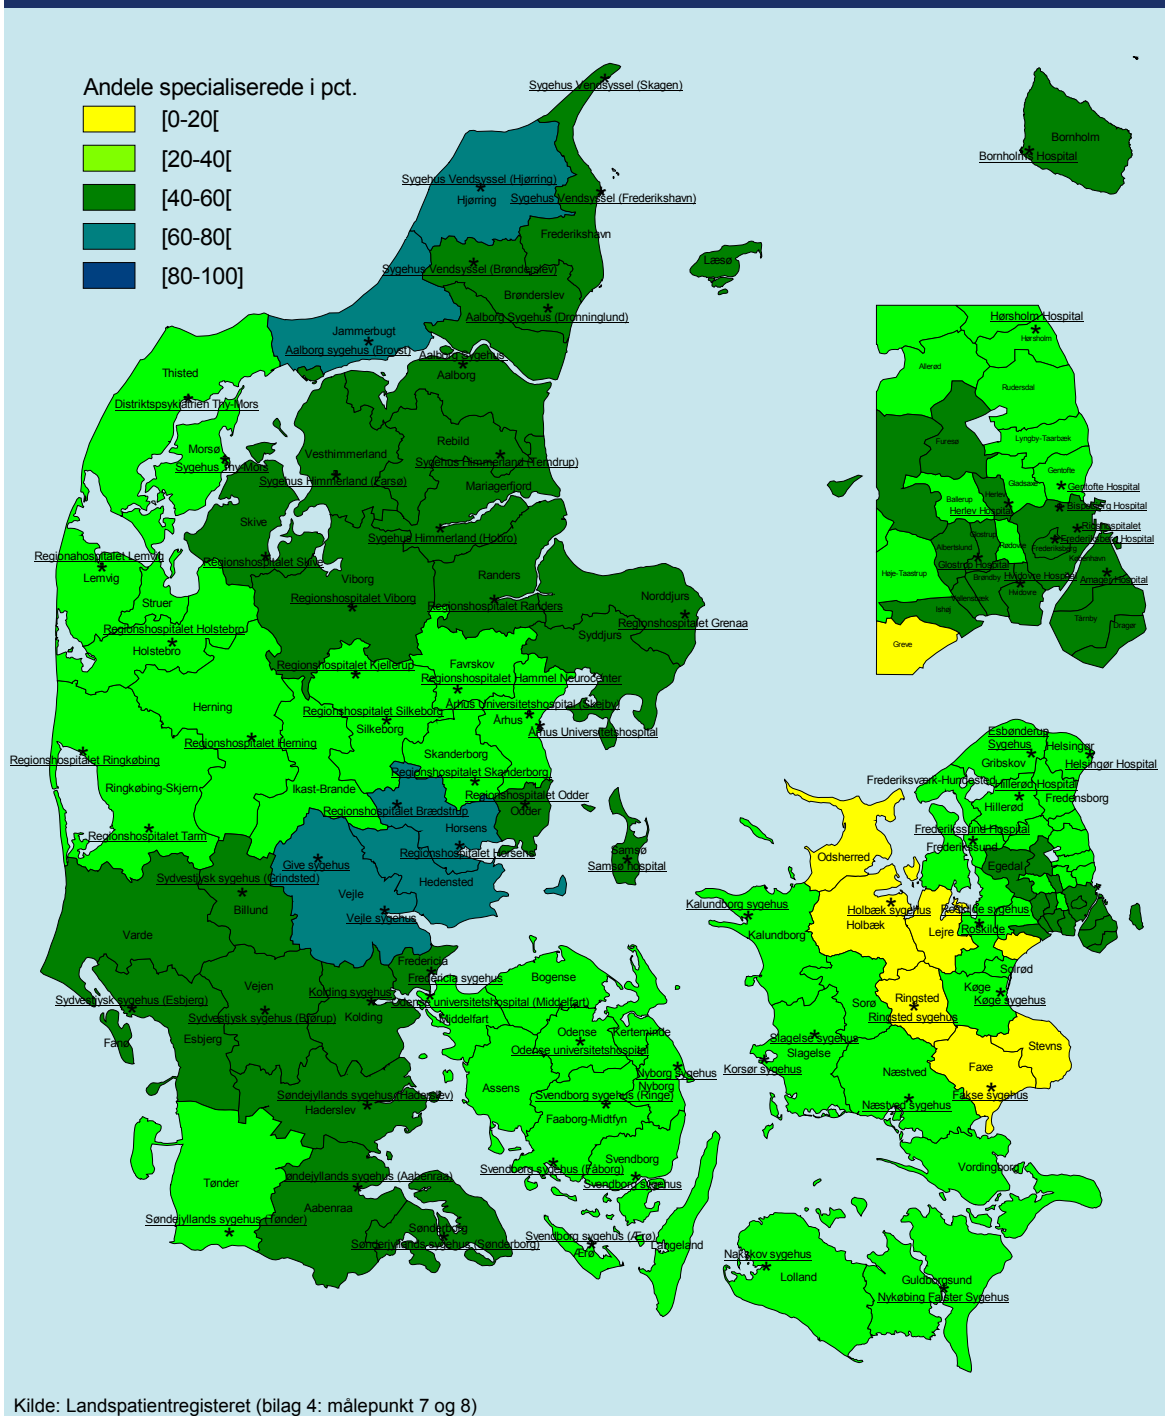 Andele specialiserede i pct.
[0-20[
[20-40[
[40-60[
[60-80[
[80-100]
Sygehus Vendsyssel (Skagen)
Bornholm
Bornholms Hospital
Sygehus Vendsyssel (Hjørring)
Hjørring
Sygehus Vendsyssel (Frederikshavn)
Frederikshavn
Læsø
Sygehus Vendsyssel (Brønderslev)
Brønderslev
Aalborg Sygehus (Dronninglund)
Jammerbugt
Aalborg sygehus (Broyst)
Aalborg Sygehus
Aalborg
Thisted
Distriktspsykiatrien Thy-Mors
Morsø
Sygehus Thy-Mors
Vesthimmerland
Sygehus Himmerland (Farsø)
Rebild
Sygehus Himmerland (Terndrup)
Mariagerfjord
Sygehus Himmerland (Hobro)
Skive
Regionshospitalet Skive
Regionahospitalet Lemvig
Lemvig
Struer
Viborg
Regionshospitalet Viborg
Randers
Regionshospitalet Randers
Norddjurs
Regionshospitalet Grenaa
Syddjurs
Regionshospitalet Holstebro
Holstebro
Regionshospitalet Kjellerup
Favrskov
Regionshospitalet Hammel Neurocenter
Herning
Regionshospitalet Herning
Regionshospitalet Silkeborg
Silkeborg
Århus Universitetshospital (Skejby)
Århus
Århus Universitetshospital
Skanderborg
Regionshospitalet Skanderborg
Regionshospitalet Ringkøbing
Ringkøbing-Skjern
Ikast-Brande
Regionshospitalet Brædstrup
Regionshospitalet Odder
Odder
Regionshospitalet Tarm
Horsens
Regionshospitalet Horsens
Hedensted
Samsø
Samsø hospital
Give sygehus
Vejle
Vejle sygehus
Sydvestjysk sygehus (Grindsted)
Billund
Varde
Fredericia
Fredericia sygehus
Vejen
Kolding sygehus
Kolding
Sydvestjysk sygehus (Esbjerg)
Sydvestjysk sygehus (Brørup)
Esbjerg
Fanø
Odense universitetshospital (Middelfart)
Middelfart
Bogense
Odense
Kerteminde
Odense universitetshospital
Nyborg sygehus
Nyborg
Assens
Svendborg sygehus (Ringe)
Faaborg-Midtfyn
Svendborg
Svendborg sygehus (Fåborg)
Svendborg sygehus
Søndejyllands sygehus (Haderslev)
Haderslev
Tønder
Søndejyllands sygehus (Tønder)
Søndejyllands sygehus (Aabenraa)
Aabenraa
Sønderborg
Sønderjyllands sygehus (Sønderborg)
Svendborg sygehus (Ærø)
Ærø
Langeland
Hørsholm Hospital
Hørsholm
Allerød
Rudersdal
Furesø
Lyngby-Taarbæk
Gentofte
Gladsaxe
Gentofte Hospital
Ballerup
Herlev
Herlev Hospital
Bispebjerg Hospital
Rigshospitalet
Frederiksberg Hospital
Frederiksberg
København
Glostrup
Rødovre
Albertslund
Glostrup Hospital
Høje-Taastrup
Brøndby
Hvidovre Hospital
Hvidovre
Amager Hospital
Vallensbæk
Ishøj
Tårnby
Dragør
Greve
Esbønderup
Sygehus
Helsingør
Gribskov
Helsingør Hospital
Frederiksværk-Hundested
Hillerød Hospital
Hillerød
Fredensborg
Frederikssund Hospital
Frederikssund
Egedal
Odsherred
Kalundborg sygehus
Kalundborg
Holbæk sygehus
Holbæk
Lejre
Roskilde sygehus
Roskilde
Solrød
Køge
Køge sygehus
Sorø
Ringsted
Ringsted sygehus
Slagelse sygehus
Slagelse
Korsør sygehus
Stevns
Faxe
Fakse sygehus
Næstved
Næstved sygehus
Vordingborg
Nakskov sygehus
Lolland
Guldborgsund
Nykøbing Falster Sygehus
Kilde: Landspatientregisteret (bilag 4: målepunkt 7 og 8)